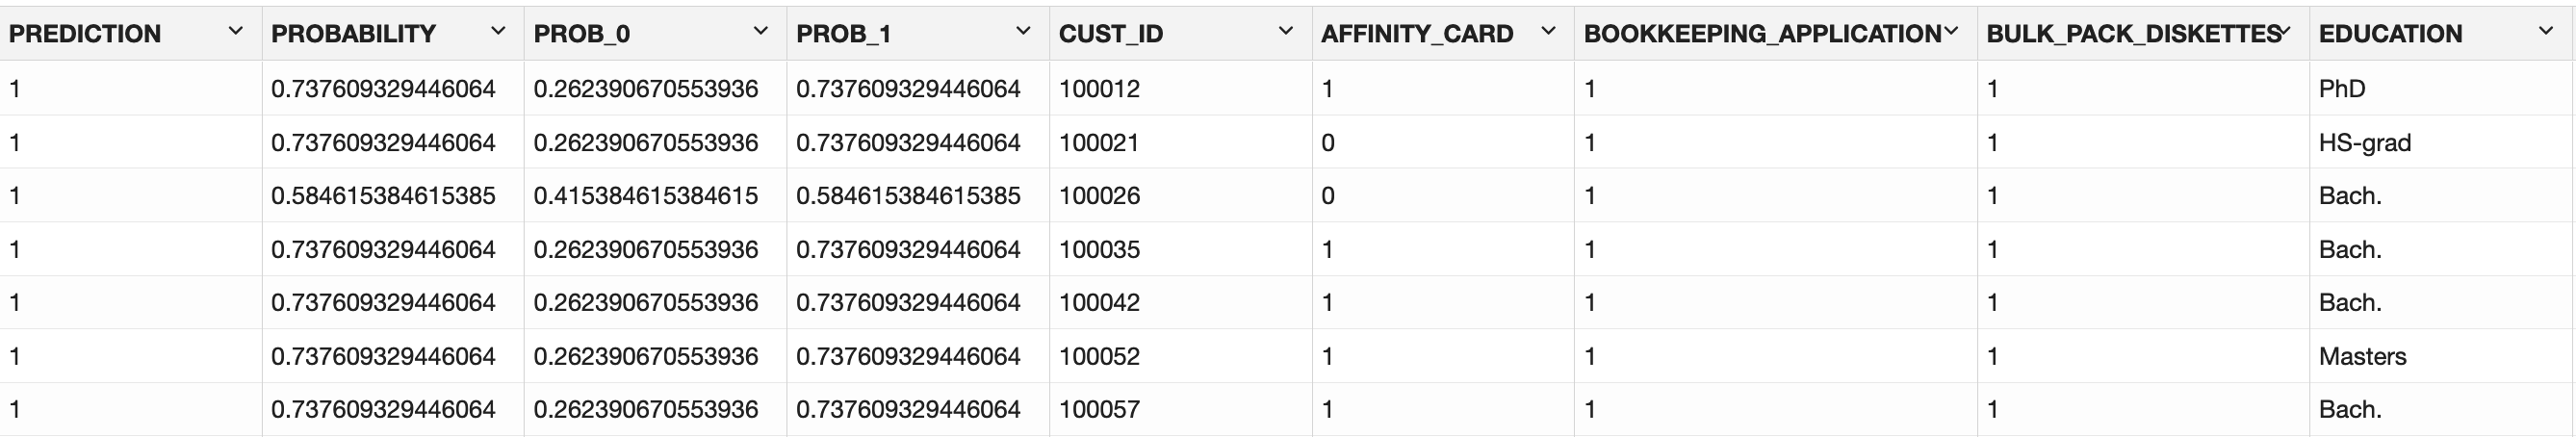 PREDICTION PROBABILITY PROB_0 PROB_1 CUST_ID AFFINITY_CARD BOOKKEEPING_APPLICATION BULK_PACK_DISKETTES EDUCATION
1 0.737609329446064 0.262390670553936 0.737609329446064 100012 1 1 1 PhD
1 0.737609329446064 0.262390670553936 0.737609329446064 100021 0 1 1 HS-grad
1 0.584615384615385 0.415384615384615 0.584615384615385 100026 0 1 1 Bach.
1 0.737609329446064 0.262390670553936 0.737609329446064 100035 1 1 1 Bach.
1 0.737609329446064 0.262390670553936 0.737609329446064 100042 1 1 1 Bach.
1 0.737609329446064 0.262390670553936 0.737609329446064 100052 1 1 1 Masters
1 0.737609329446064 0.262390670553936 0.737609329446064 100057 1 1 1 Bach.